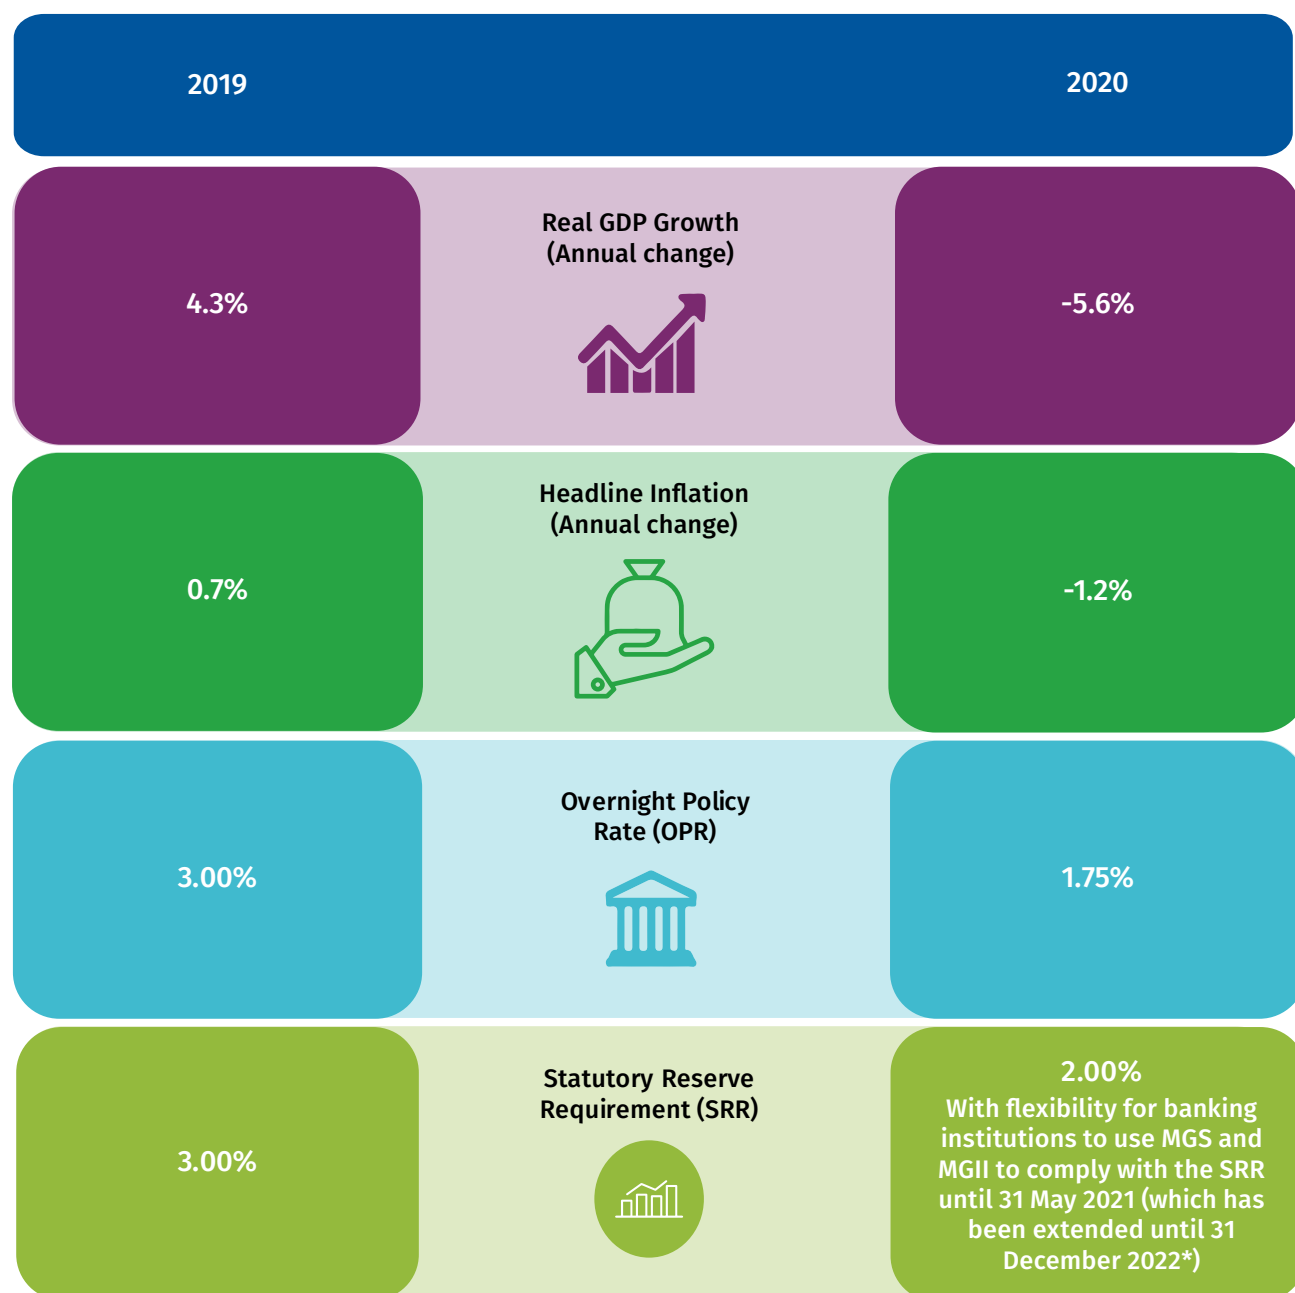 2019
2020
4.3%
Real GDP Growth
(Annual change)
-5.6%
0.7%
Headline Inflation
(Annual change)
-1.2%
3.00%
Overnight Policy
Rate (OPR)
1.75%
3.00%
Statutory Reserve
Requirement (SRR)
2.00%
With flexibility for banking
institutions to use MGS and
MGII to comply with the SRR
until 31 May 2021 (which has
been extended until 31
December 2022*)